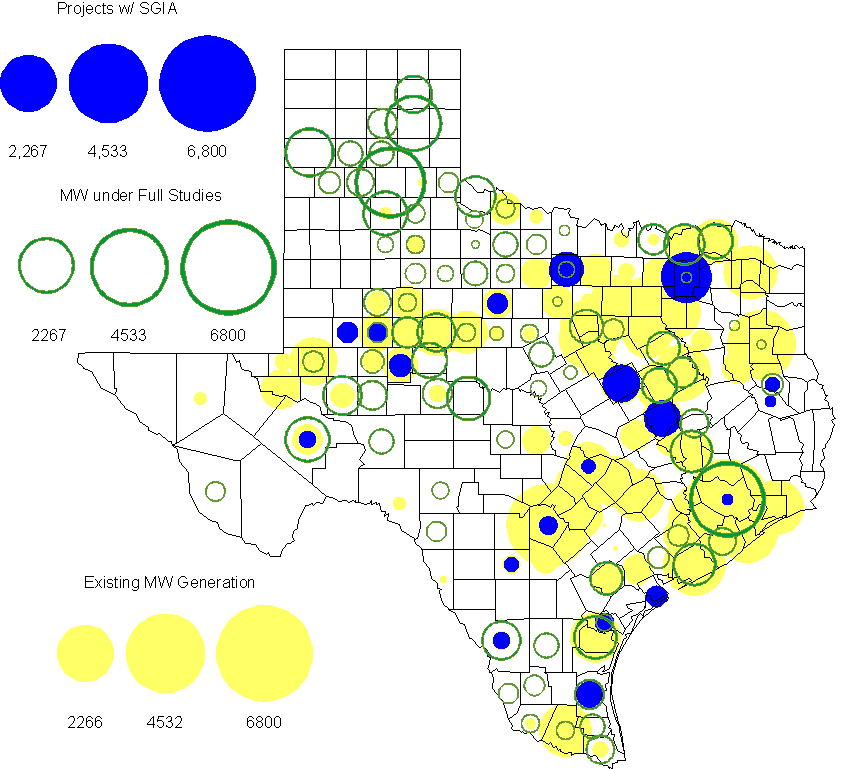 Projects w/ SGIA
2,267 4,533 6,800
MW under Full Studies
2267 4533 6800
Existing MW Generation
2266 4532 6800